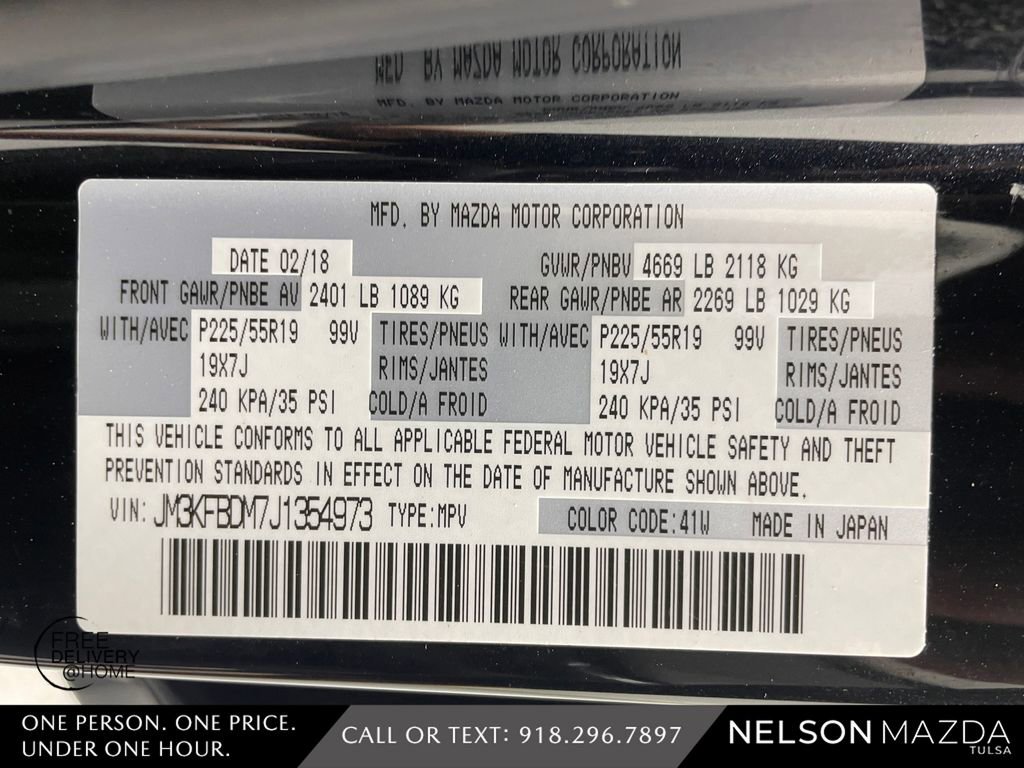 MFD. BY MAZDA MOTOR CORPORATION
MFD. BY MAZDA MOTOR CORPORATION
MFD. BY MAZDA MOTOR CORPORATION
DATE 02/18 GVWR/PNBV 4669 LB 2118 KG
FRONT GAWR/PNBE AV 2401 LB 1089 KG REAR GAWR/PNBE AR 2269 LB 1029 KG
WITH/AVEC P225/55R19 99V TIRES/PNEUS WITH/AVEC P225/55R19 99V TIRES/PNEUS
19X7J RIMS/JANTES 19X7J RIMS/JANTES
240 KPA/35 PSI COLD/A FROID 240 KPA/35 PSI COLD/A FROID
THIS VEHICLE CONFORMS TO ALL APPLICABLE FEDERAL MOTOR VEHICLE SAFETY AND THEFT
PREVENTION STANDARDS IN EFFECT ON THE DATE OF MANUFACTURE SHOWN ABOVE.
VIN: JM3KFBDM7J1354973 TYPE:MPV COLOR CODE:41W MADE IN JAPAN
FREE
DELIVERY
@HOME
ONE PERSON. ONE PRICE.
UNDER ONE HOUR.
CALL OR TEXT: 918.296.7897
NELSON MAZDA
TULSA